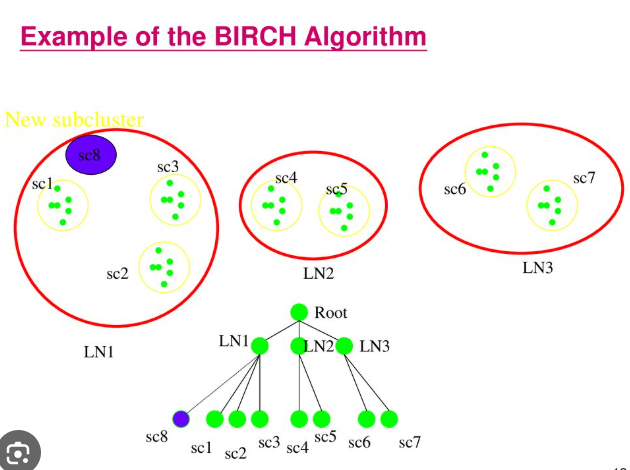 Example of the BIRCH Algorithm
New subcluster
sc8
sc3
sc1
sc4
sc5
sc6
sc7
sc2
LN2
LN3
LN1
Root
LN1
LN2
LN3
sc8
sc1
sc2
sc3
sc4
sc5
sc6
sc7